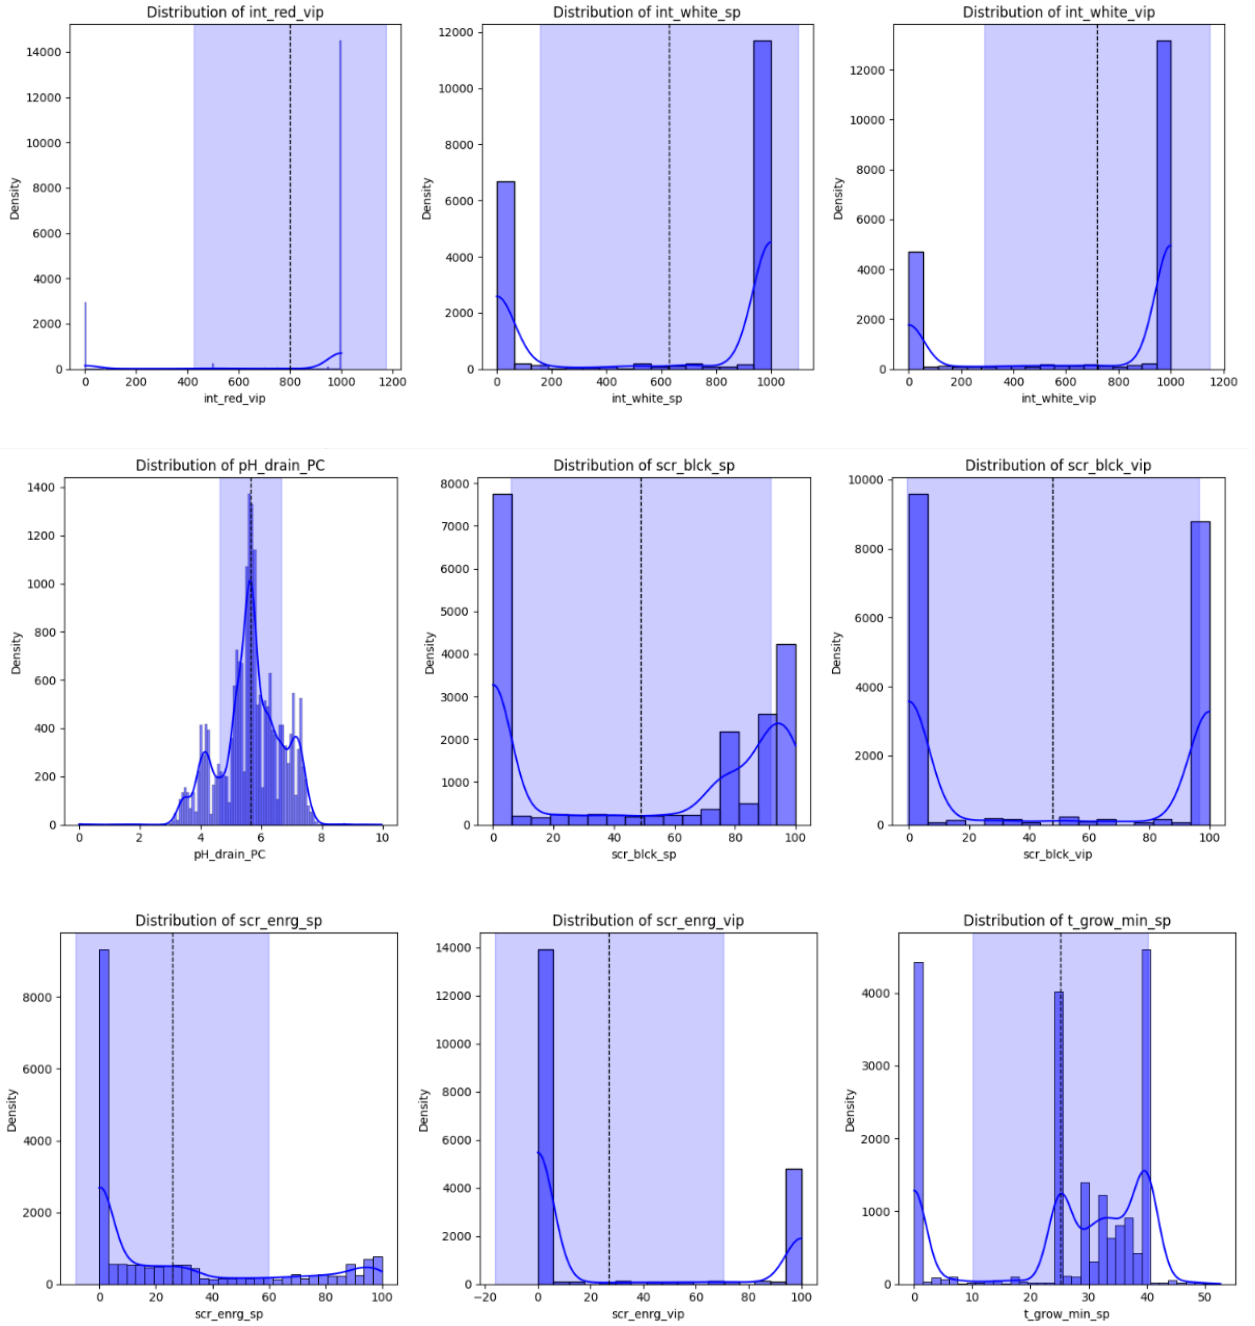 Distribution of int_red_vip
Density
14000
12000
10000
8000
6000
4000
2000
0
0 200 400 600 800 1000 1200
int_red_vip
Distribution of int_white_sp
Density
12000
10000
8000
6000
4000
2000
0
0 200 400 600 800 1000
int_white_sp
Distribution of int_white_vip
Density
12000
10000
8000
6000
4000
2000
0
0 200 400 600 800 1000 1200
int_white_vip
Distribution of pH_drain_PC
Density
1400
1200
1000
800
600
400
200
0
0 2 4 6 8 10
pH_drain_PC
Distribution of scr_blck_sp
Density
8000
7000
6000
5000
4000
3000
2000
1000
0
0 20 40 60 80 100
scr_blck_sp
Distribution of scr_blck_vip
Density
10000
8000
6000
4000
2000
0
0 20 40 60 80 100
scr_blck_vip
Distribution of scr_enrg_sp
Density
8000
6000
4000
2000
0
0 20 40 60 80 100
scr_enrg_sp
Distribution of scr_enrg_vip
Density
14000
12000
10000
8000
6000
4000
2000
0
−20 0 20 40 60 80 100
scr_enrg_vip
Distribution of t_grow_min_sp
Density
4000
3000
2000
1000
0
0 10 20 30 40 50
t_grow_min_sp